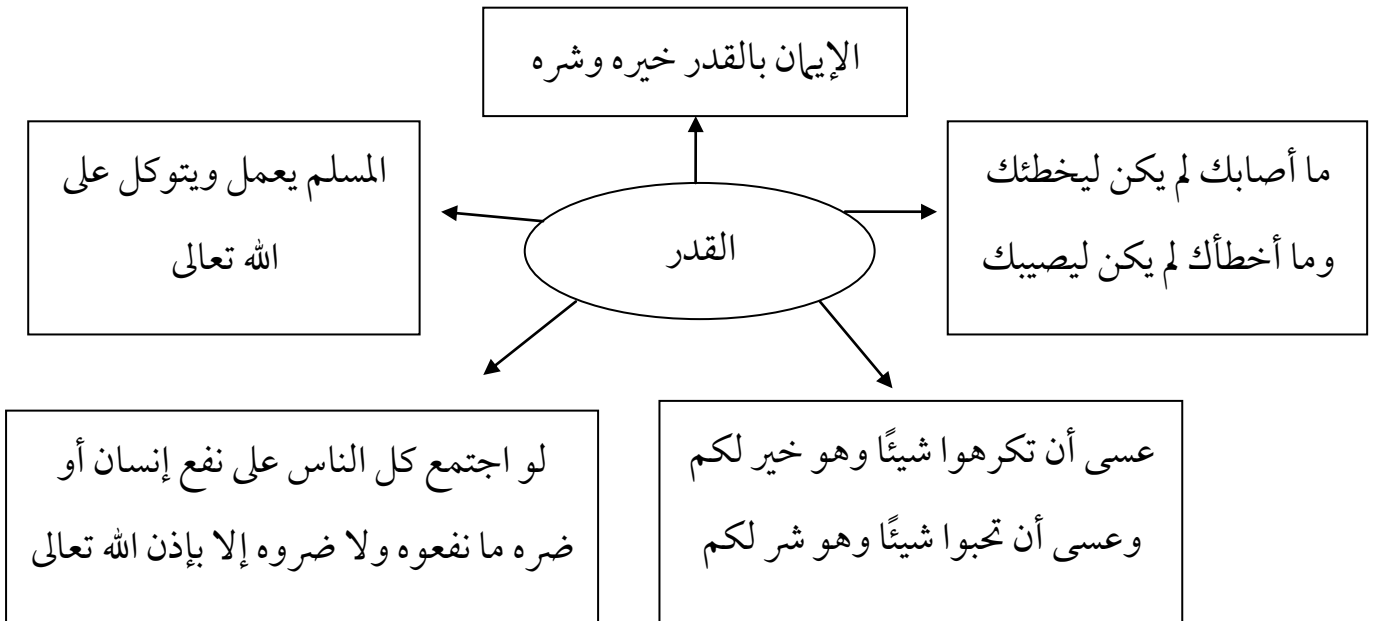 الإيمان بالقدر خيره وشره
ما أصابك لم يكن ليخطئك
وما أخطأك لم يكن ليصيبك
المسلم يعمل ويتوكل على
الله تعالى
القدر
عسى أن تكرهوا شيئًا وهو خير لكم
وعسى أن تحبوا شيئًا وهو شر لكم
لو اجتمع كل الناس على نفع إنسان أو
ضره ما نفعوه ولا ضروه إلا بإذن الله تعالى